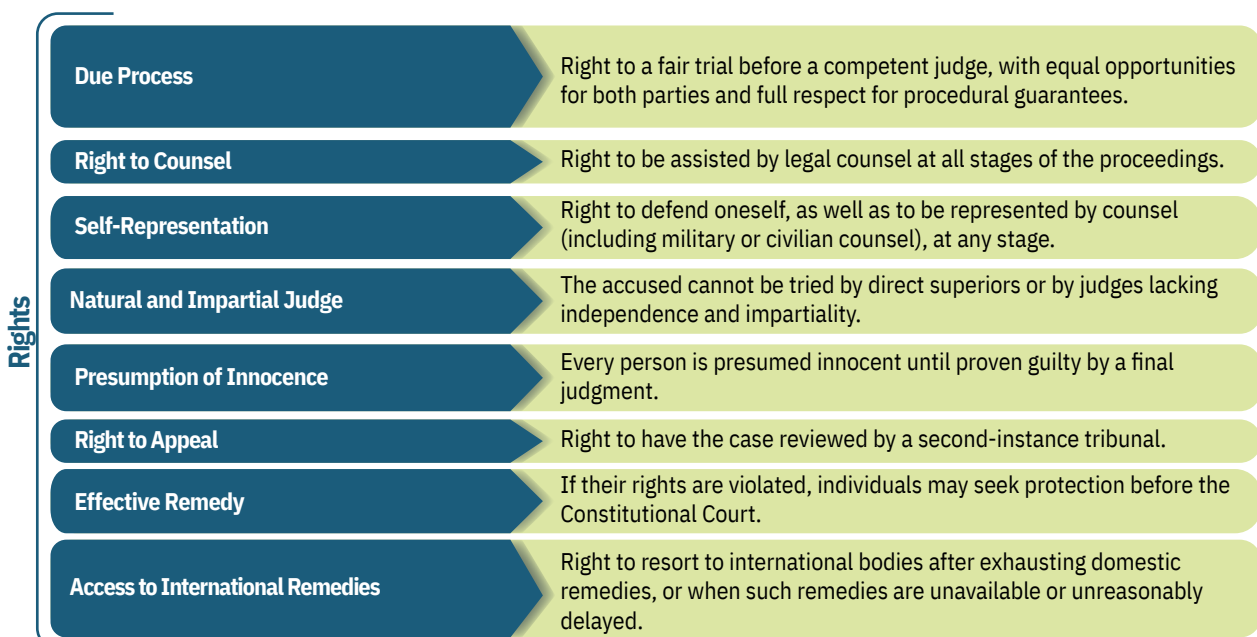 Rights
Due Process
Right to a fair trial before a competent judge, with equal opportunities
for both parties and full respect for procedural guarantees.
Right to Counsel
Right to be assisted by legal counsel at all stages of the proceedings.
Self-Representation
Right to defend oneself, as well as to be represented by counsel
(including military or civilian counsel), at any stage.
Natural and Impartial Judge
The accused cannot be tried by direct superiors or by judges lacking
independence and impartiality.
Presumption of Innocence
Every person is presumed innocent until proven guilty by a final
judgment.
Right to Appeal
Right to have the case reviewed by a second-instance tribunal.
Effective Remedy
If their rights are violated, individuals may seek protection before the
Constitutional Court.
Access to International Remedies
Right to resort to international bodies after exhausting domestic
remedies, or when such remedies are unavailable or unreasonably
delayed.